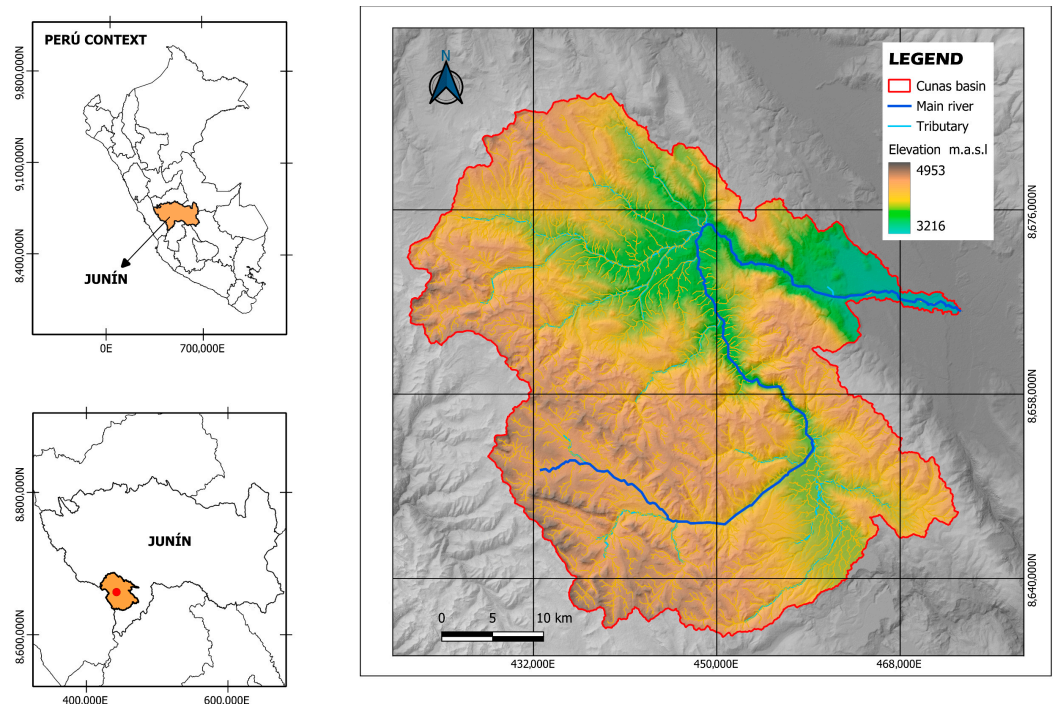 PERÚ CONTEXT
9.800.000N
9.100.000N
8.400.000N
JUNÍN
0E
700,000E
8.800.000N
8.600.000N
JUNÍN
400.000E
600.000E
N
LEGEND
Cunas basin
Main river
Tributary
Elevation m.a.s.l
4953
3216
8,676,000N
8,658,000N
8,640,000N
0 5 10 km
432,000E
450,000E
468,000E